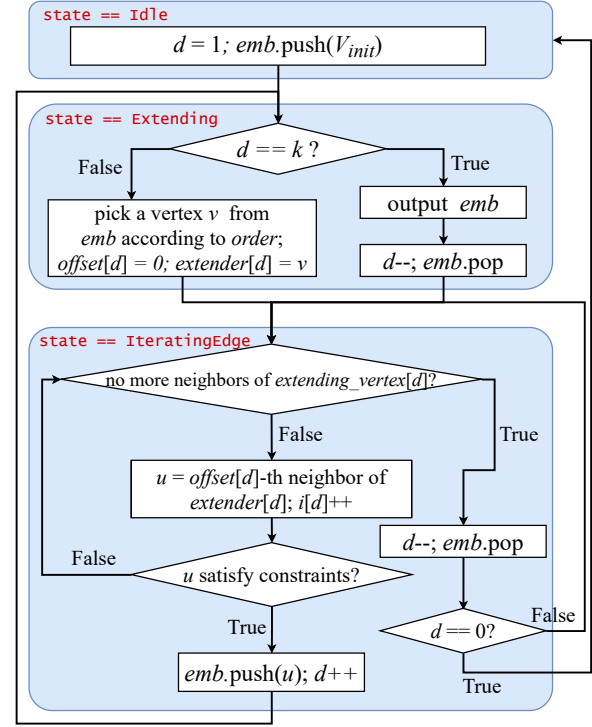 state == Idle
d = 1; emb.push(V_init)
state == Extending
d == k ?
False
True
pick a vertex v from
emb according to order;
offset[d] = 0; extender[d] = v
output emb
d--; emb.pop
state == IteratingEdge
no more neighbors of extending_vertex[d]?
False
True
u = offset[d]-th neighbor of
extender[d]; i[d]++
d--; emb.pop
False
u satisfy constraints?
False
d == 0?
True
True
emb.push(u); d++